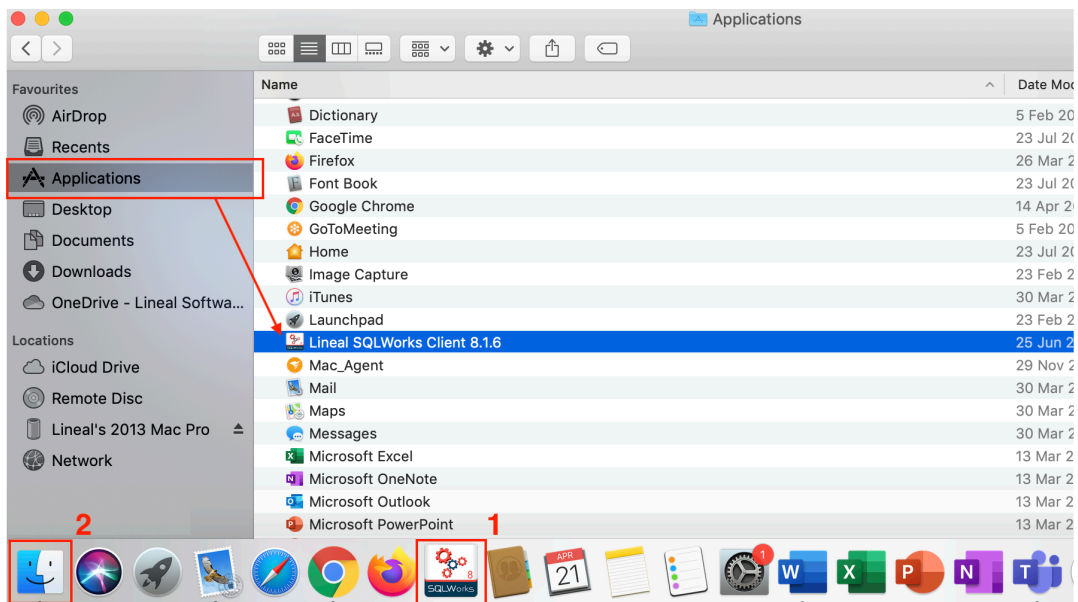 Applications
Name
Date Mod
Favourites
AirDrop
Recents
Applications
Desktop
Documents
Downloads
OneDrive - Lineal Softwa...
Locations
iCloud Drive
Remote Disc
Lineal's 2013 Mac Pro
Network
Dictionary 5 Feb 20
FaceTime 23 Jul 20
Firefox 26 Mar 2
Font Book 23 Jul 20
Google Chrome 14 Apr 20
GoToMeeting 5 Feb 20
Home 23 Jul 20
Image Capture 23 Feb 2
iTunes 30 Mar 2
Launchpad 23 Feb 2
Lineal SQLWorks Client 8.1.6 25 Jun 2
Mac_Agent 29 Nov 2
Mail 30 Mar 2
Maps 30 Mar 2
Messages 30 Mar 2
Microsoft Excel 13 Mar 2
Microsoft OneNote 13 Mar 2
Microsoft Outlook 13 Mar 2
Microsoft PowerPoint 13 Mar 2
2
1
8
SQLWorks
APR
21
1
W
X
P
N
T